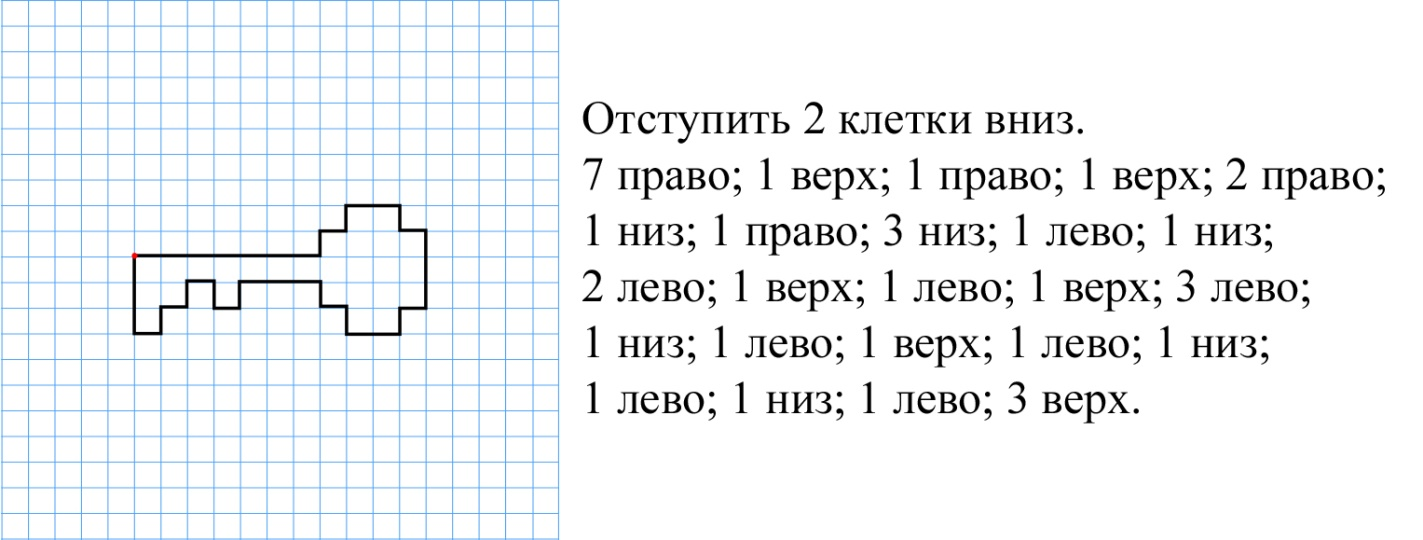 Отступить 2 клетки вниз.
7 право; 1 верх; 1 право; 1 верх; 2 право;
1 низ; 1 право; 3 низ; 1 лево; 1 низ;
2 лево; 1 верх; 1 лево; 1 верх; 3 лево;
1 низ; 1 лево; 1 верх; 1 лево; 1 низ;
1 лево; 1 низ; 1 лево; 3 верх.